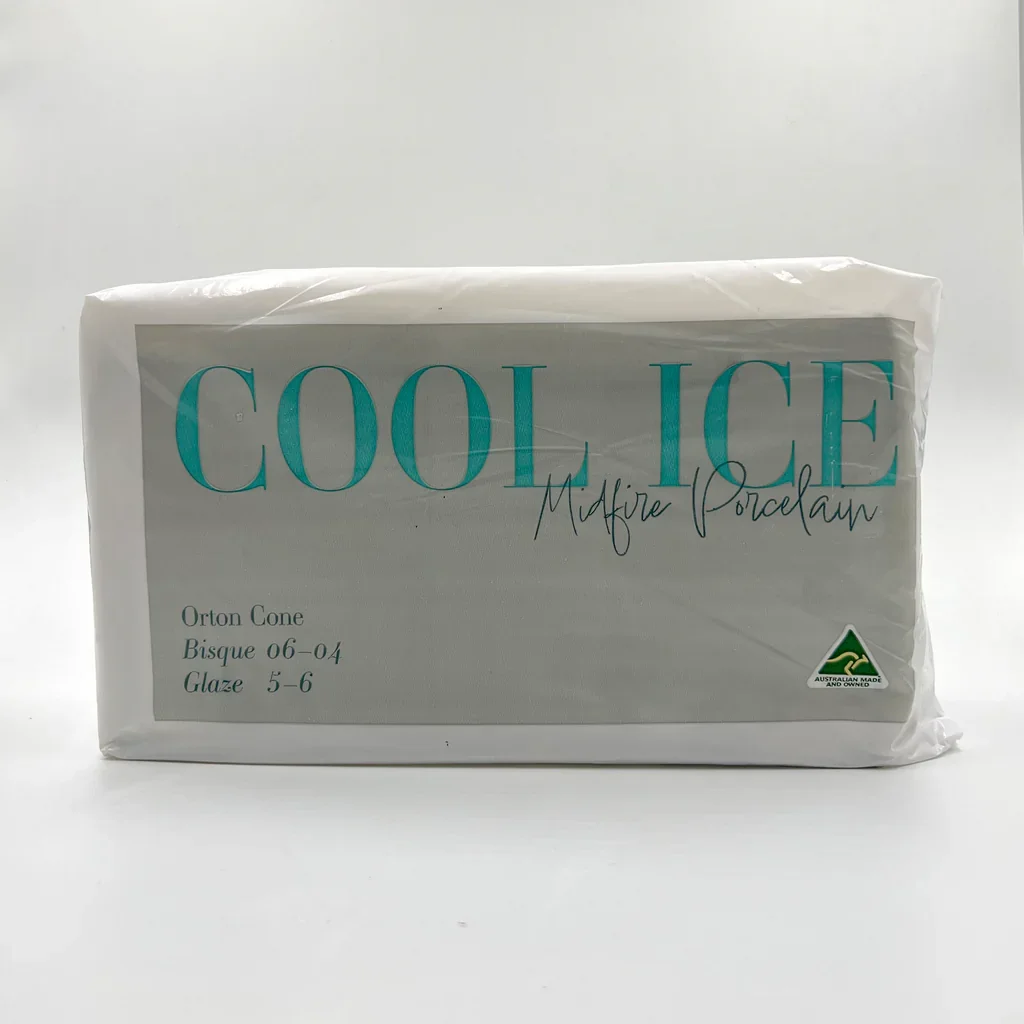 COOL ICE
Midfire Porcelain
Orton Cone
Bisque 06–04
Glaze 5–6
AUSTRALIAN MADE
AND OWNED